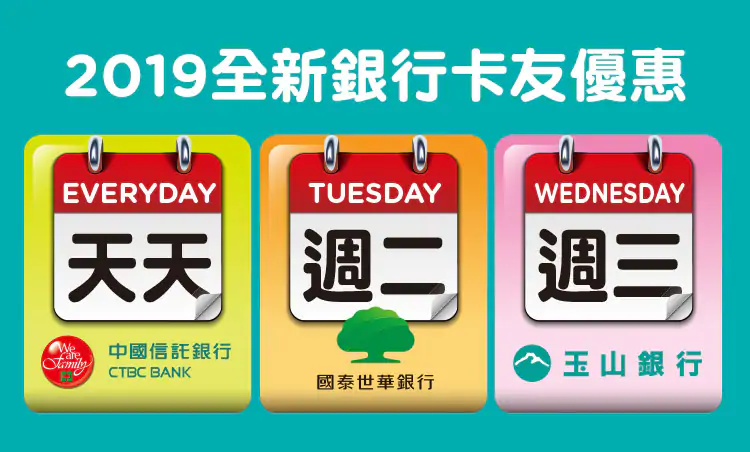 2019全新銀行卡友優惠
EVERYDAY
天天
We are Family
中國信託銀行
CTBC BANK
TUESDAY
週二
國泰世華銀行
WEDNESDAY
週三
玉山銀行